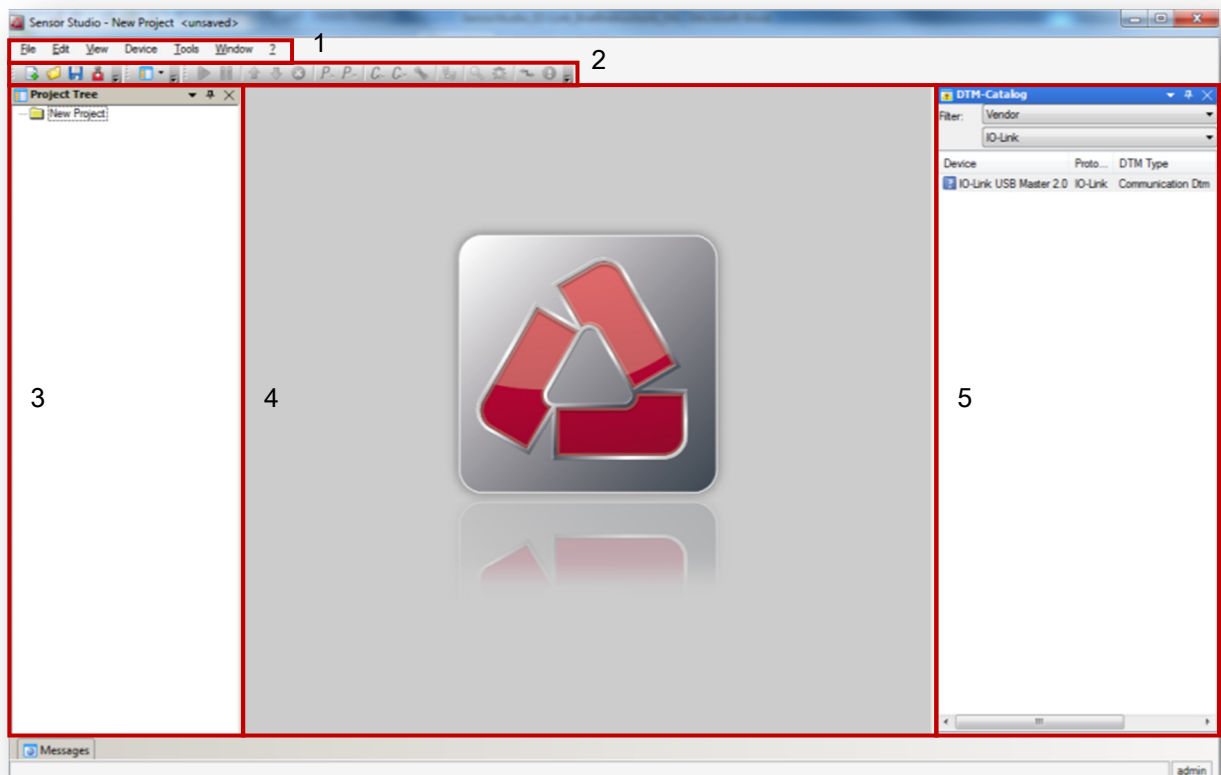 Sensor Studio - New Project <unsaved>
File Edit View Device Tools Window ?
1
2
P P C C
Project Tree
New Project
DTM-Catalog
Filter: Vendor
IO-Link
Device Proto... DTM Type
IO-Link USB Master 2.0 IO-Link Communication Dtm
3
4
5
Messages
admin